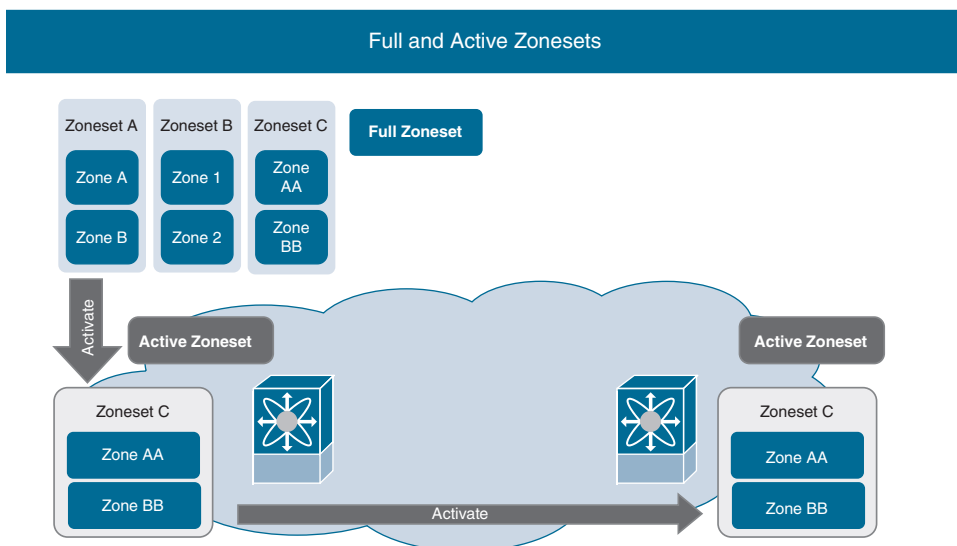 Full and Active Zonesets
Zoneset A
Zoneset B
Zoneset C
Full Zoneset
Zone A
Zone 1
Zone
AA
Zone B
Zone 2
Zone
BB
Activate
Active Zoneset
Active Zoneset
Zoneset C
Zone AA
Zone BB
Zoneset C
Zone AA
Zone BB
Activate